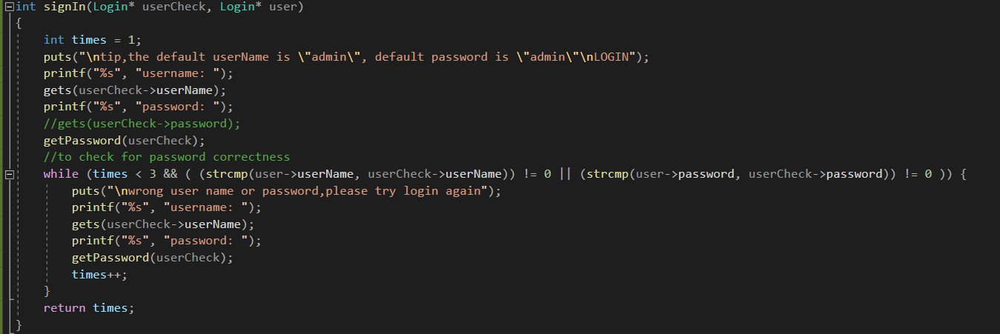 int signIn(Login* userCheck, Login* user)
{
int times = 1;
puts("\ntip,the default userName is \"admin\", default password is \"admin\"\nLOGIN");
printf("%s", "username: ");
gets(userCheck->userName);
printf("%s", "password: ");
//gets(userCheck->password);
getPassword(userCheck);
//to check for password correctness
while (times < 3 && ( (strcmp(user->userName, userCheck->userName)) != 0 || (strcmp(user->password, userCheck->password)) != 0 )) {
puts("\nwrong user name or password,please try login again");
printf("%s", "username: ");
gets(userCheck->userName);
printf("%s", "password: ");
getPassword(userCheck);
times++;
}
return times;
}